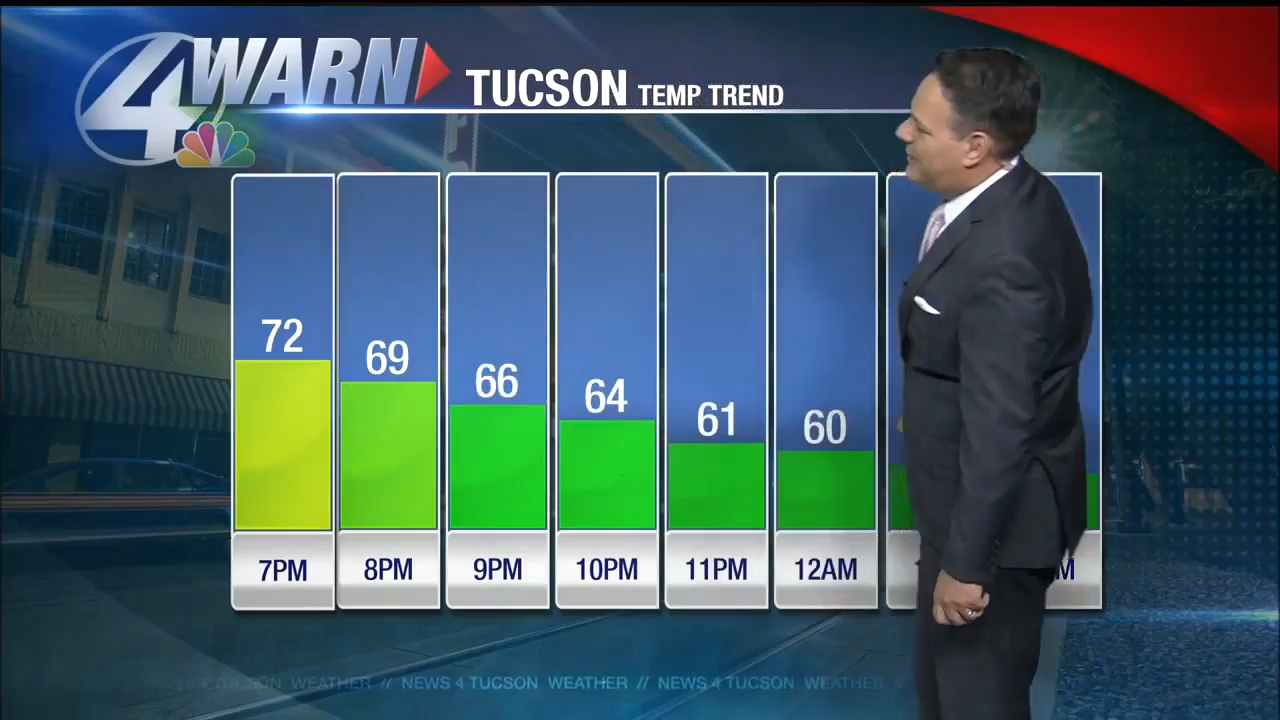 4WARN
TUCSON TEMP TREND
72 69 66 64 61 60
7PM 8PM 9PM 10PM 11PM 12AM
TUCSON WEATHER // NEWS 4 TUCSON WEATHER // NEWS 4 TUCSON WEATHER //